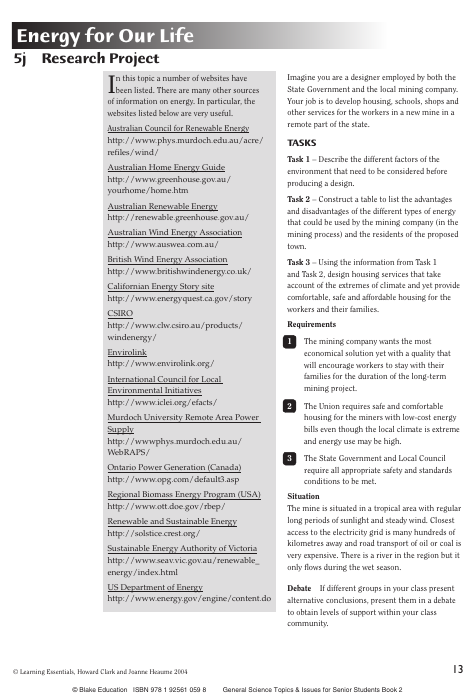 Energy for Our Life
5j Research Project
In this topic a number of websites have
been listed. There are many other sources
of information on energy. In particular, the
websites listed below are very useful.
Australian Council for Renewable Energy
http://www.phys.murdoch.edu.au/acre/
refiles/wind/
Australian Home Energy Guide
http://www.greenhouse.gov.au/
yourhome/home.htm
Australian Renewable Energy
http://renewable.greenhouse.gov.au/
Australian Wind Energy Association
http://www.auswea.com.au/
British Wind Energy Association
http://www.britishwindenergy.co.uk/
Californian Energy Story site
http://www.energyquest.ca.gov/story
CSIRO
http://www.clw.csiro.au/products/
windenergy/
Envirolink
http://www.envirolink.org/
International Council for Local
Environmental Initiatives
http://www.iclei.org/efacts/
Murdoch University Remote Area Power
Supply
http://wwwphys.murdoch.edu.au/
WebRAPS/
Ontario Power Generation (Canada)
http://www.opg.com/default3.asp
Regional Biomass Energy Program (USA)
http://www.ott.doe.gov/rbep/
Renewable and Sustainable Energy
http://solstice.crest.org/
Sustainable Energy Authority of Victoria
http://www.seav.vic.gov.au/renewable_
energy/index.html
US Department of Energy
http://www.energy.gov/engine/content.do
Imagine you are a designer employed by both the
State Government and the local mining company.
Your job is to develop housing, schools, shops and
other services for the workers in a new mine in a
remote part of the state.
TASKS
Task 1 – Describe the different factors of the
environment that need to be considered before
producing a design.
Task 2 – Construct a table to list the advantages
and disadvantages of the different types of energy
that could be used by the mining company (in the
mining process) and the residents of the proposed
town.
Task 3 – Using the information from Task 1
and Task 2, design housing services that take
account of the extremes of climate and yet provide
comfortable, safe and affordable housing for the
workers and their families.
Requirements
1 The mining company wants the most
economical solution yet with a quality that
will encourage workers to stay with their
families for the duration of the long-term
mining project.
2 The Union requires safe and comfortable
housing for the miners with low-cost energy
bills even though the local climate is extreme
and energy use may be high.
3 The State Government and Local Council
require all appropriate safety and standards
conditions to be met.
Situation
The mine is situated in a tropical area with regular
long periods of sunlight and steady wind. Closest
access to the electricity grid is many hundreds of
kilometres away and road transport of oil or coal is
very expensive. There is a river in the region but it
only flows during the wet season.
Debate If different groups in your class present
alternative conclusions, present them in a debate
to obtain levels of support within your class
community.
© Learning Essentials, Howard Clark and Joanne Heaume 2004
13
© Blake Education ISBN 978 1 92561 059 8 General Science Topics & Issues for Senior Students Book 2